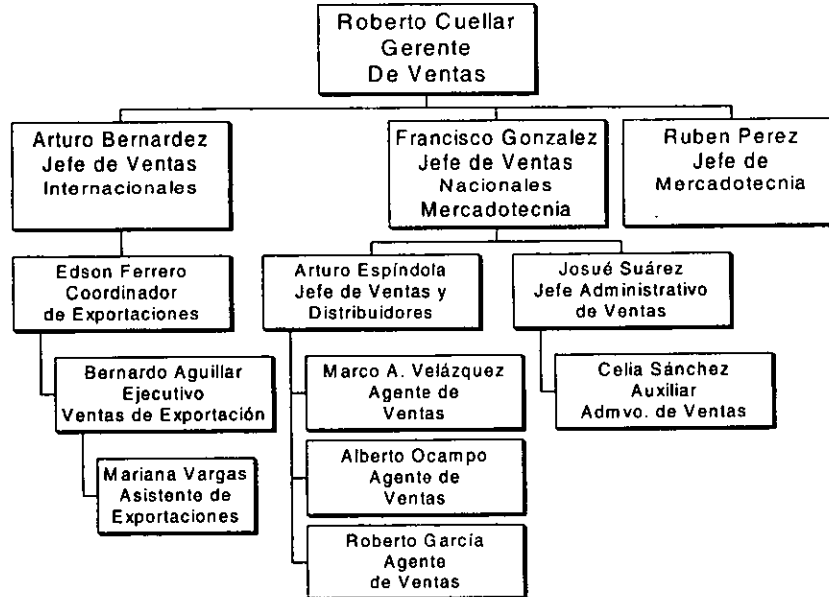 Roberto Cuellar
Gerente
De Ventas
Arturo Bernardez
Jefe de Ventas
Internacionales
Francisco Gonzalez
Jefe de Ventas
Nacionales
Mercadotecnia
Ruben Perez
Jefe de
Mercadotecnia
Edson Ferrero
Coordinador
de Exportaciones
Arturo Espíndola
Jefe de Ventas y
Distribuidores
Josué Suárez
Jefe Administrativo
de Ventas
Bernardo Aguillar
Ejecutivo
Ventas de Exportación
Marco A. Velázquez
Agente de
Ventas
Celia Sánchez
Auxiliar
Admvo. de Ventas
Mariana Vargas
Asistente de
Exportaciones
Alberto Ocampo
Agente de
Ventas
Roberto García
Agente
de Ventas